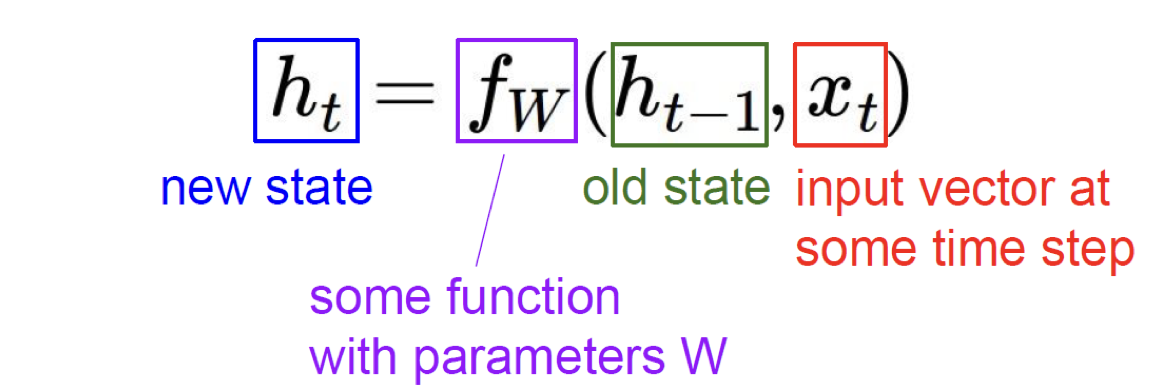 h_t = f_W(h_{t-1}, x_t)
new state
old state
input vector at
some time step
some function
with parameters W